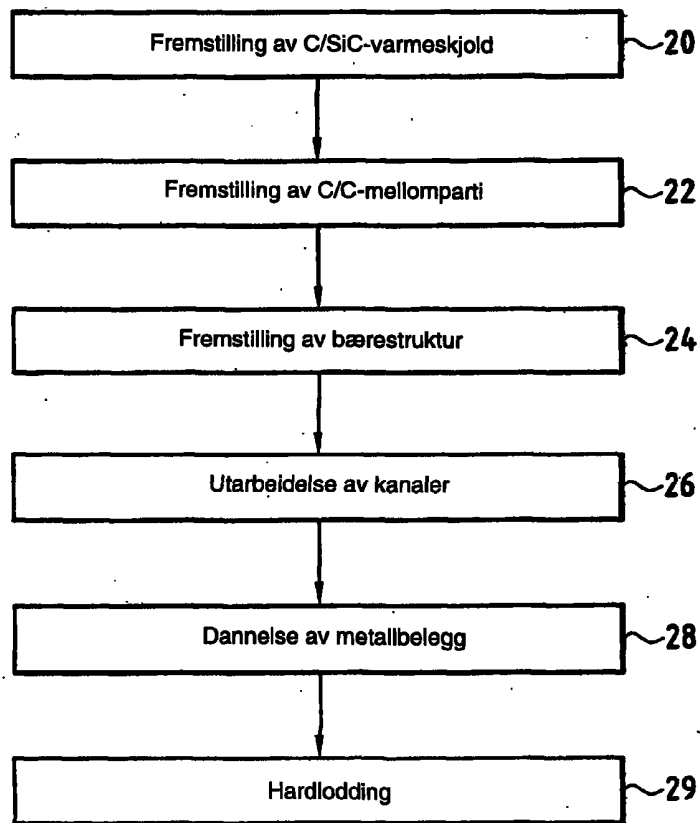 Fremstilling av C/SiC-varmeskjold 20
Fremstilling av C/C-mellomparti 22
Fremstilling av bærestruktur 24
Utarbeidelse av kanaler 26
Dannelse av metallbelegg 28
Hardlodding 29